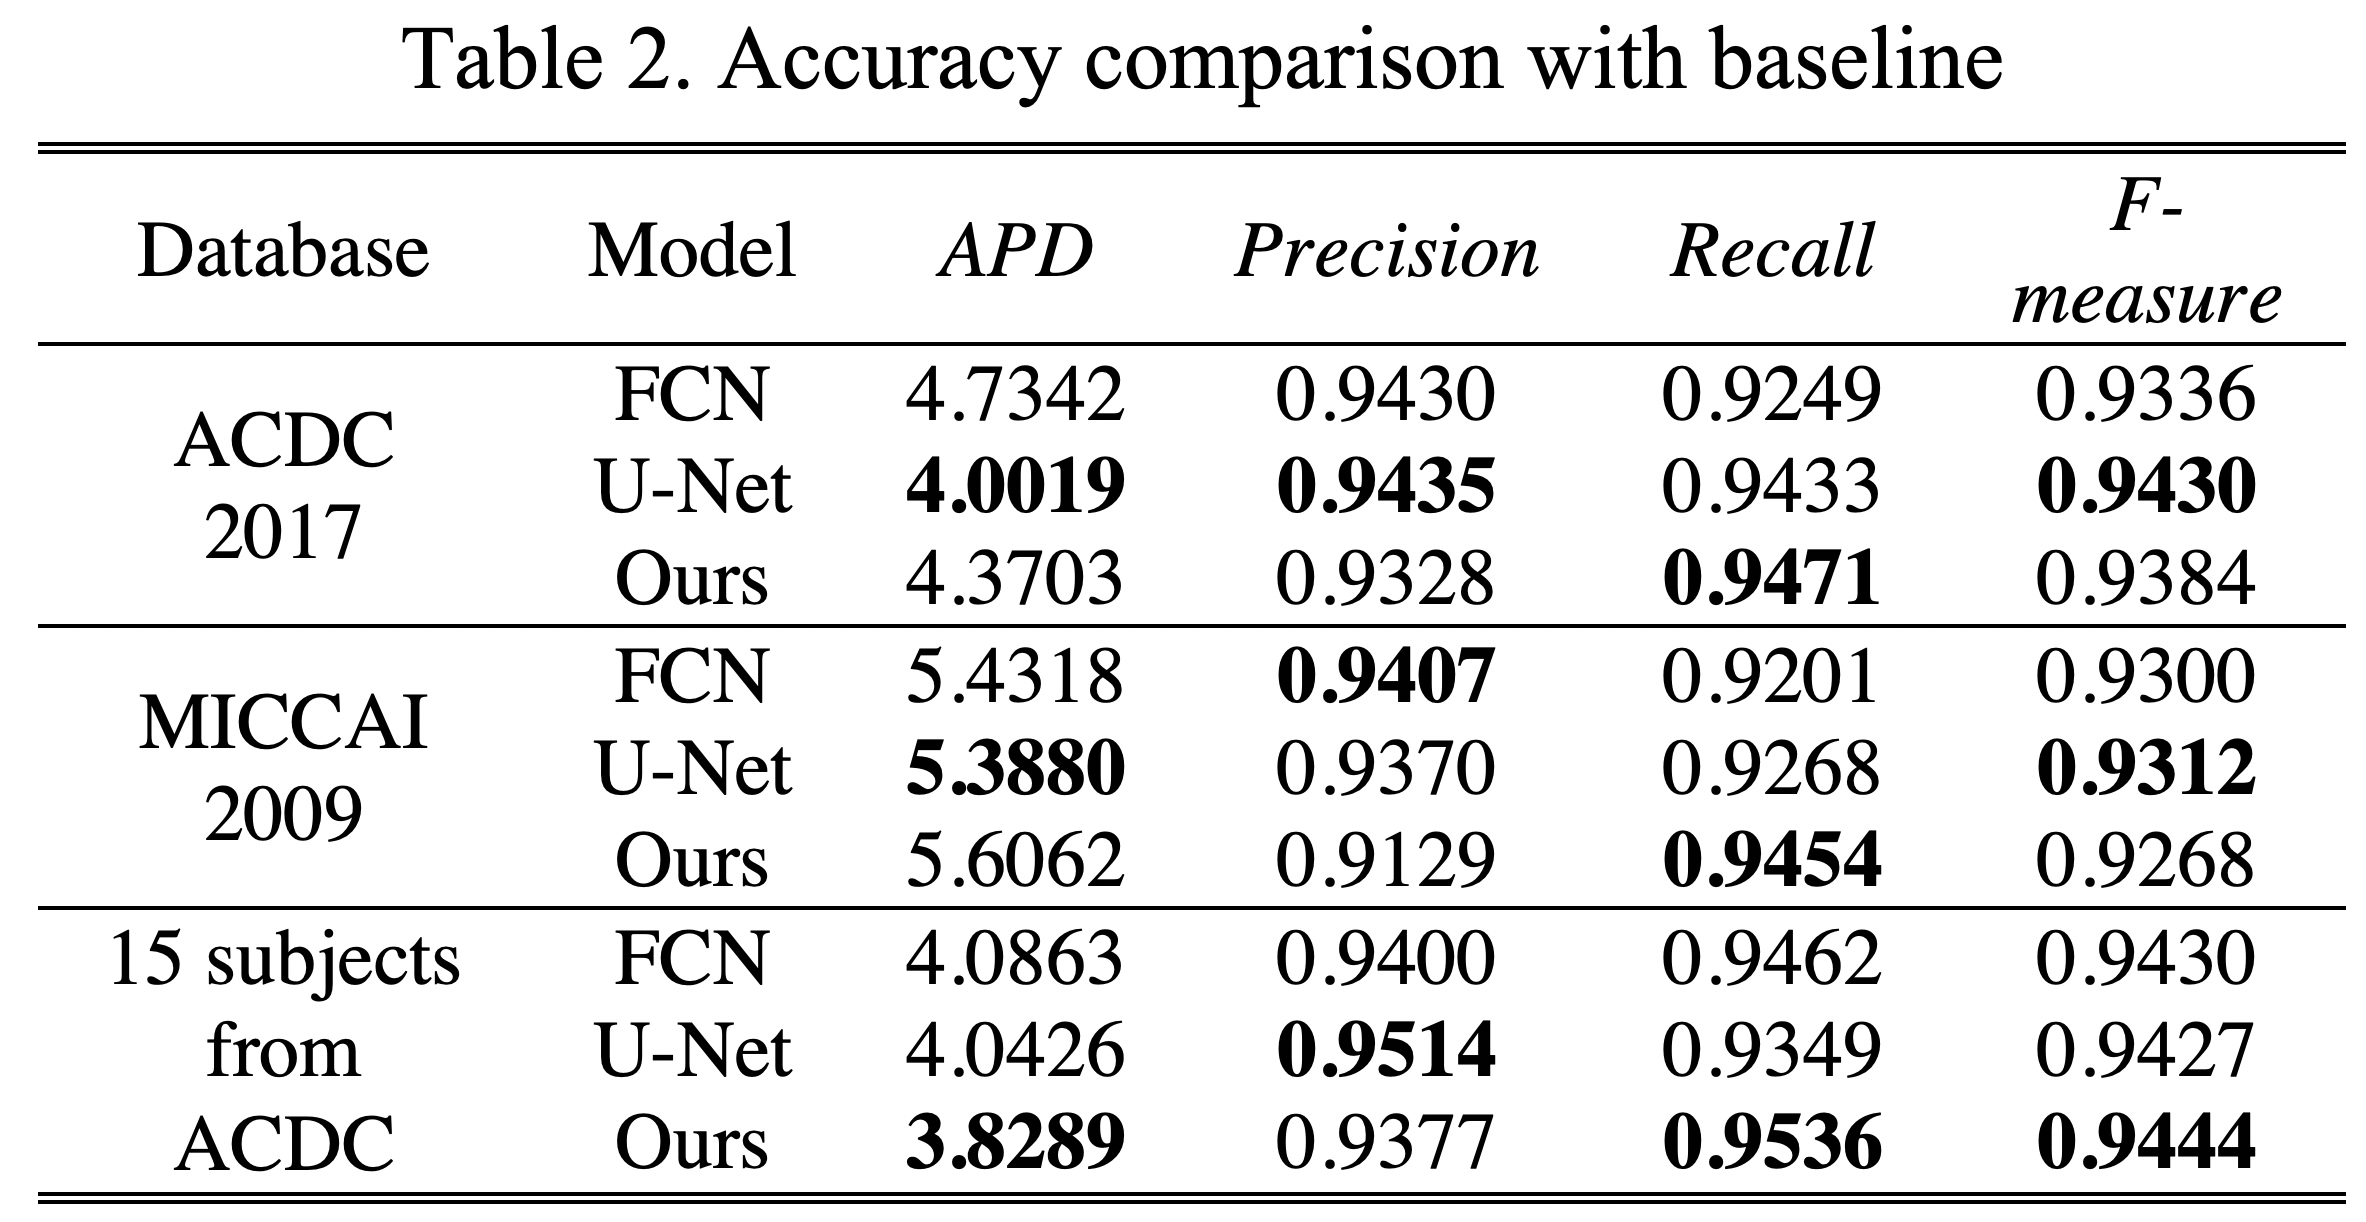 Table 2. Accuracy comparison with baseline
Database Model APD Precision Recall F-
measure
ACDC
2017
FCN 4.7342 0.9430 0.9249 0.9336
U-Net 4.0019 0.9435 0.9433 0.9430
Ours 4.3703 0.9328 0.9471 0.9384
MICCAI
2009
FCN 5.4318 0.9407 0.9201 0.9300
U-Net 5.3880 0.9370 0.9268 0.9312
Ours 5.6062 0.9129 0.9454 0.9268
15 subjects FCN 4.0863 0.9400 0.9462 0.9430
from U-Net 4.0426 0.9514 0.9349 0.9427
ACDC Ours 3.8289 0.9377 0.9536 0.9444